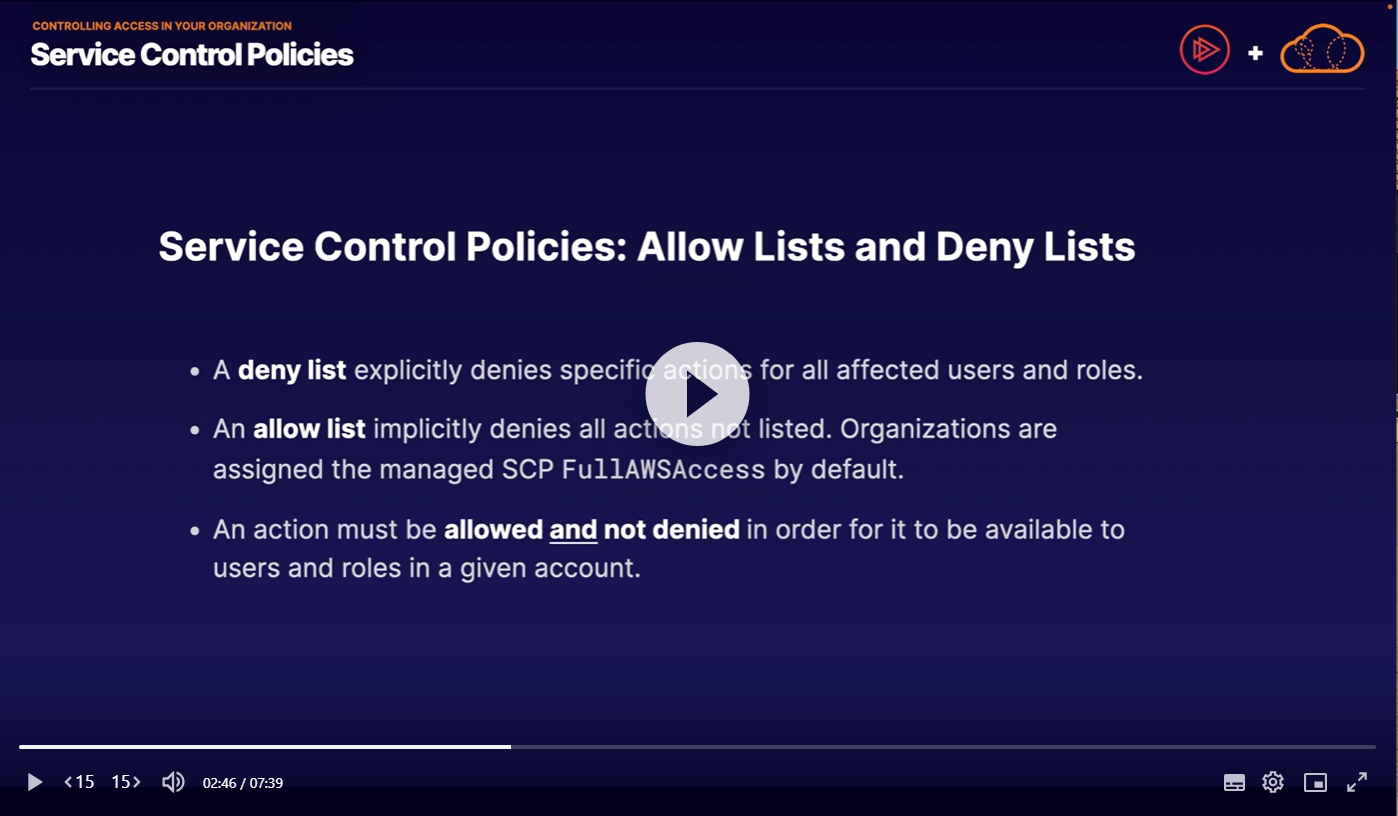 CONTROLLING ACCESS IN YOUR ORGANIZATION
Service Control Policies
Service Control Policies: Allow Lists and Deny Lists
• A deny list explicitly denies specific actions for all affected users and roles.
• An allow list implicitly denies all actions not listed. Organizations are
assigned the managed SCP FullAWSAccess by default.
• An action must be allowed and not denied in order for it to be available to
users and roles in a given account.
15 15 02:46 / 07:39